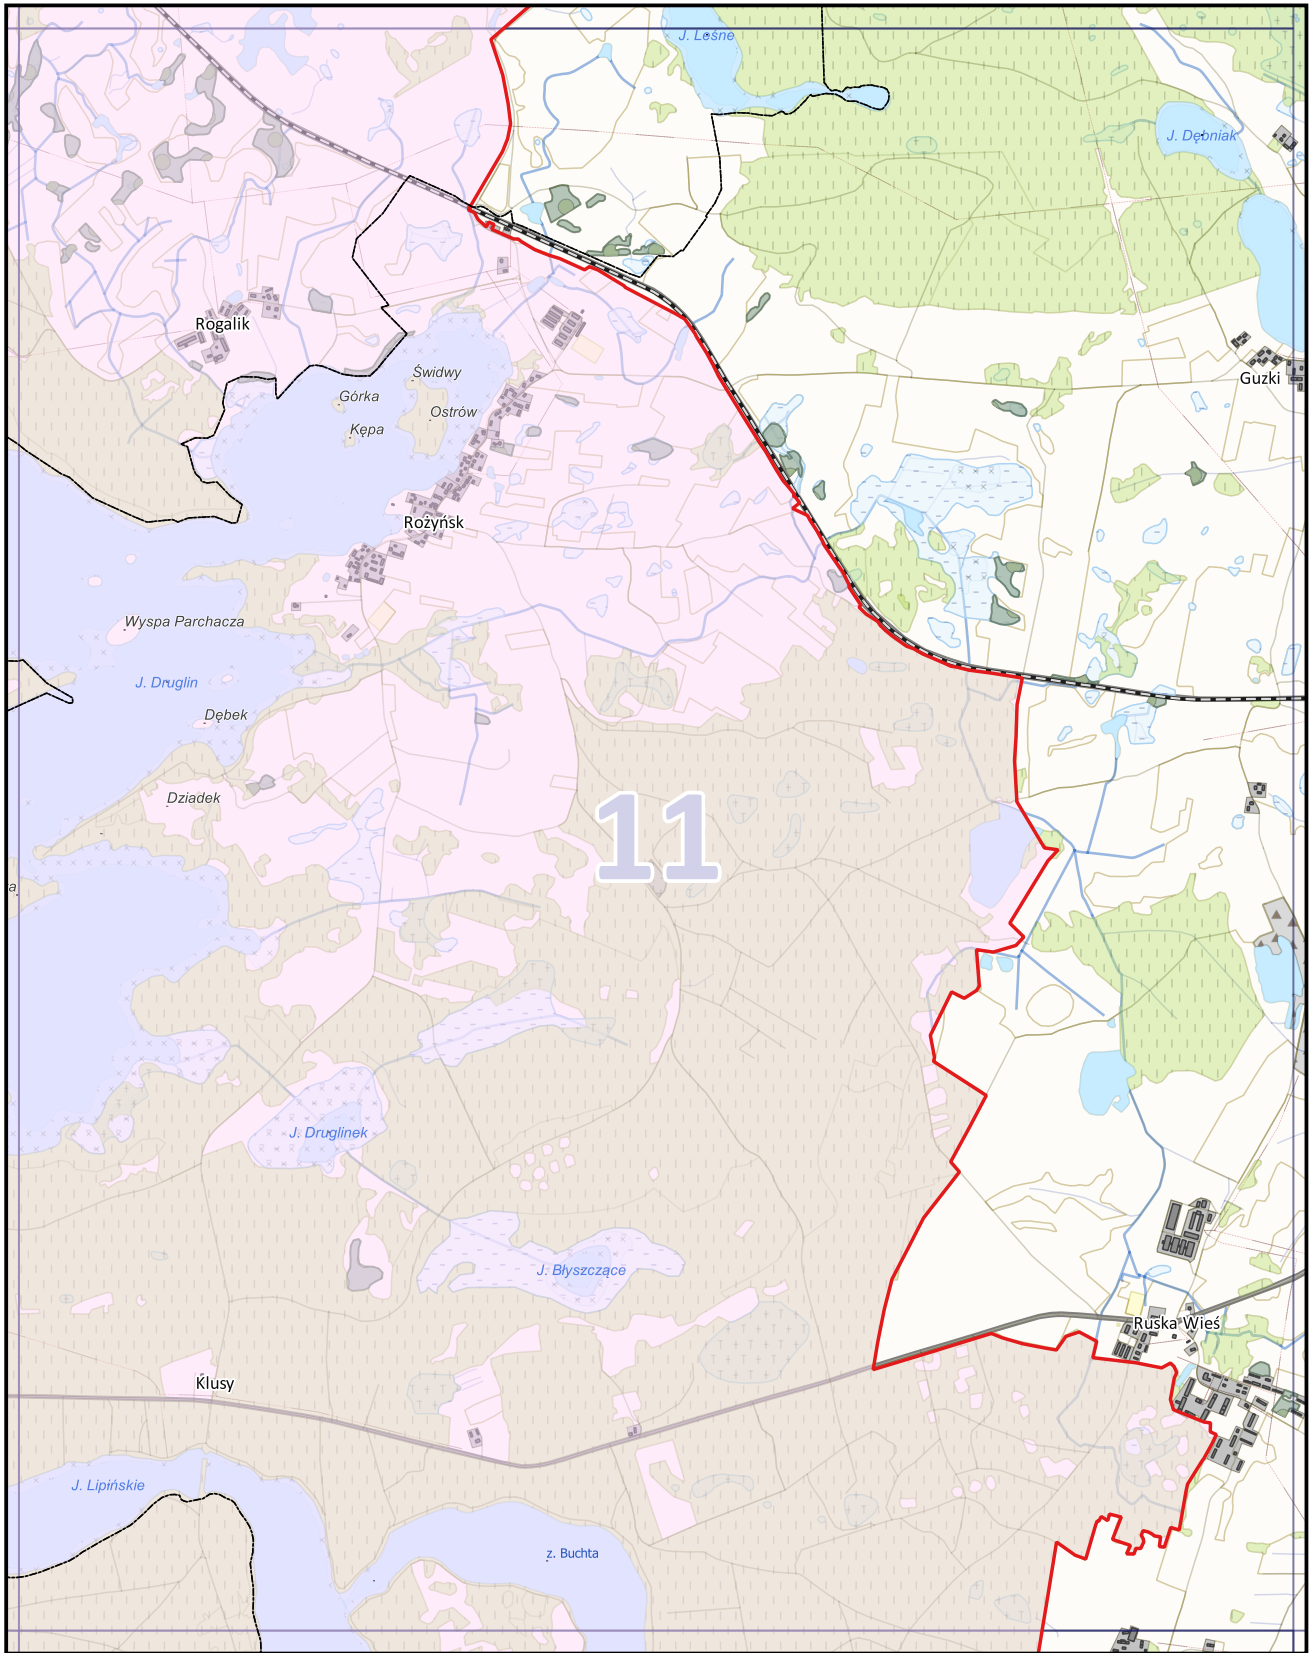 J. Leśne
J. Dębniak
Rogalik
Świdwy
Guzki
Górka
Ostrów
Kępa
Rożyńsk
Wyspa Parchacza
J. Druglin
Dębek
Dziadek
11
a
J. Druglinek
J. Błyszczące
Ruska Wieś
Klusy
J. Lipińskie
z. Buchta